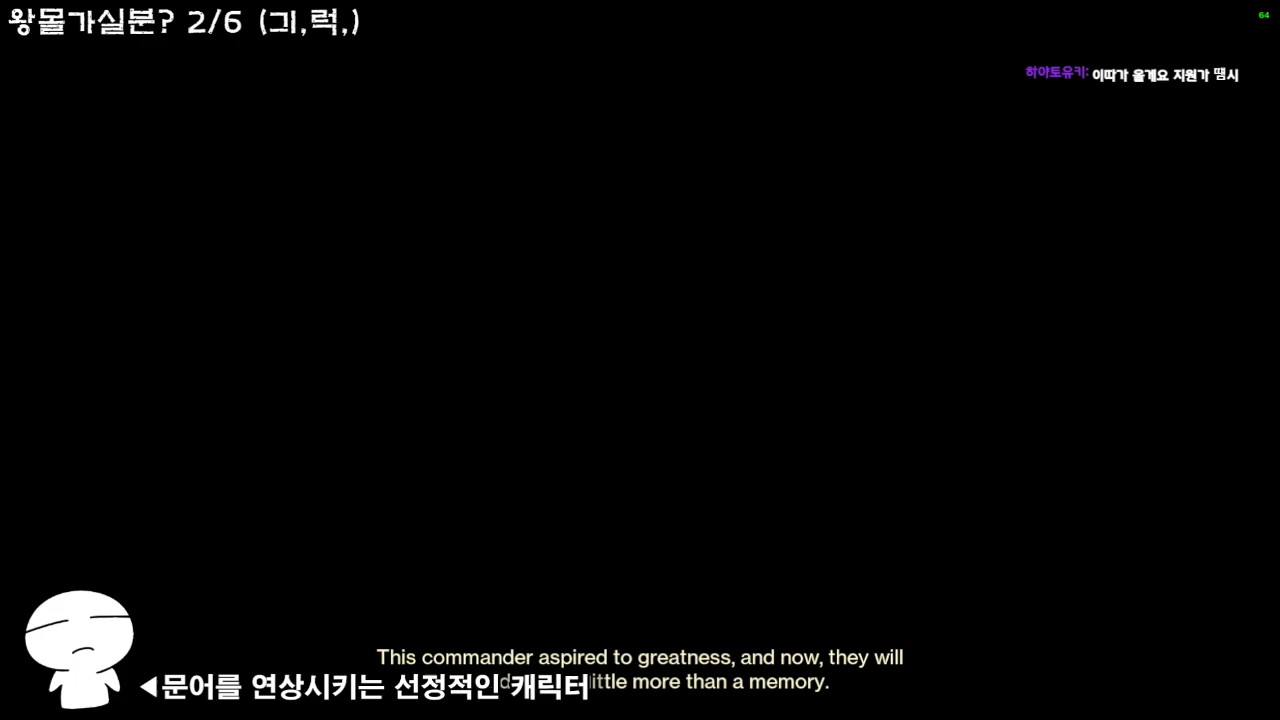 왕몰가실분? 2/6 (긔,럭,)
64
하야토유키: 이따가 올게요 지원가 땜시
This commander aspired to greatness, and now, they will
little more than a memory.
◀문어를 연상시키는 선정적인 캐릭터